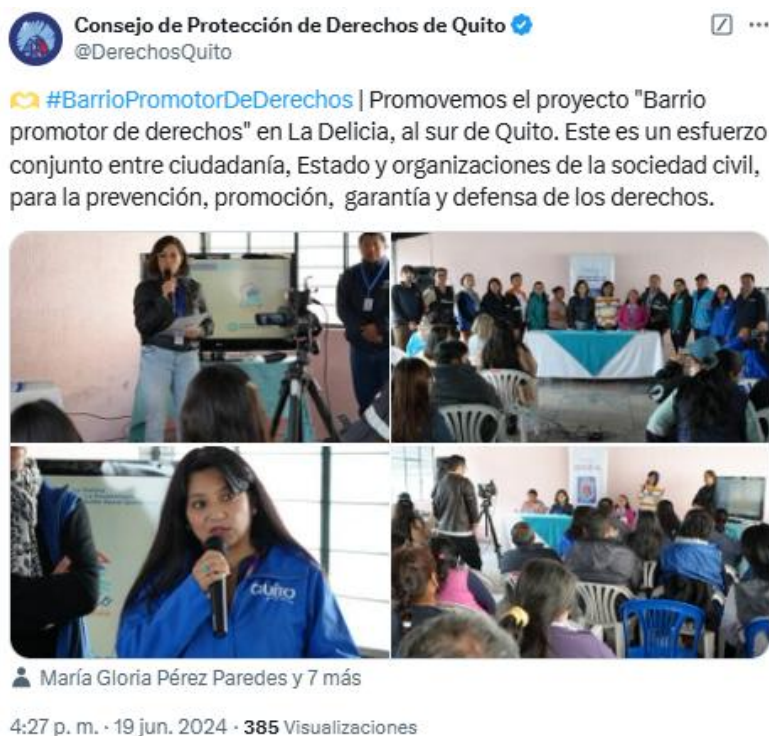 Consejo de Protección de Derechos de Quito
@DerechosQuito
#BarrioPromotorDeDerechos | Promovemos el proyecto "Barrio
promotor de derechos" en La Delicia, al sur de Quito. Este es un esfuerzo
conjunto entre ciudadanía, Estado y organizaciones de la sociedad civil,
para la prevención, promoción, garantía y defensa de los derechos.
QUITO
María Gloria Pérez Paredes y 7 más
4:27 p. m. · 19 jun. 2024 · 385 Visualizaciones